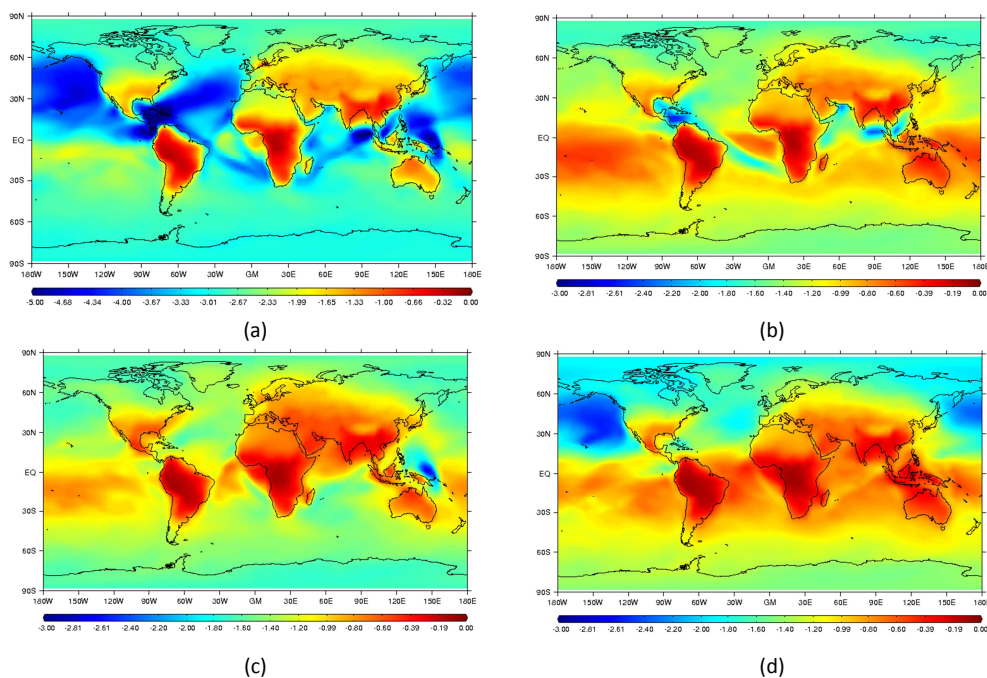 90N
60N
30N
EQ
30S
60S
90S
180W 150W 120W 90W 60W 30W GM 30E 60E 90E 120E 150E 180E
-5.00 -4.68 -4.34 -4.00 -3.67 -3.32 -3.01 -2.67 -2.33 -1.99 -1.65 -1.33 -1.00 -0.66 -0.32 0.00
(a)
90N
60N
30N
EQ
30S
60S
90S
180W 150W 120W 90W 60W 30W GM 30E 60E 90E 120E 150E 180E
-3.00 -2.81 -2.61 -2.40 -2.20 -2.00 -1.80 -1.60 -1.40 -1.20 -0.99 -0.80 -0.60 -0.39 -0.19 0.00
(b)
90N
60N
30N
EQ
30S
60S
90S
180W 150W 120W 90W 60W 30W GM 30E 60E 90E 120E 150E 180E
-3.00 -2.81 -2.61 -2.40 -2.20 -2.00 -1.80 -1.60 -1.40 -1.20 -0.99 -0.80 -0.60 -0.39 -0.19 0.00
(c)
90N
60N
30N
EQ
30S
60S
90S
180W 150W 120W 90W 60W 30W GM 30E 60E 90E 120E 150E 180E
-3.00 -2.81 -2.61 -2.40 -2.20 -2.00 -1.80 -1.60 -1.40 -1.20 -0.99 -0.80 -0.60 -0.39 -0.19 0.00
(d)